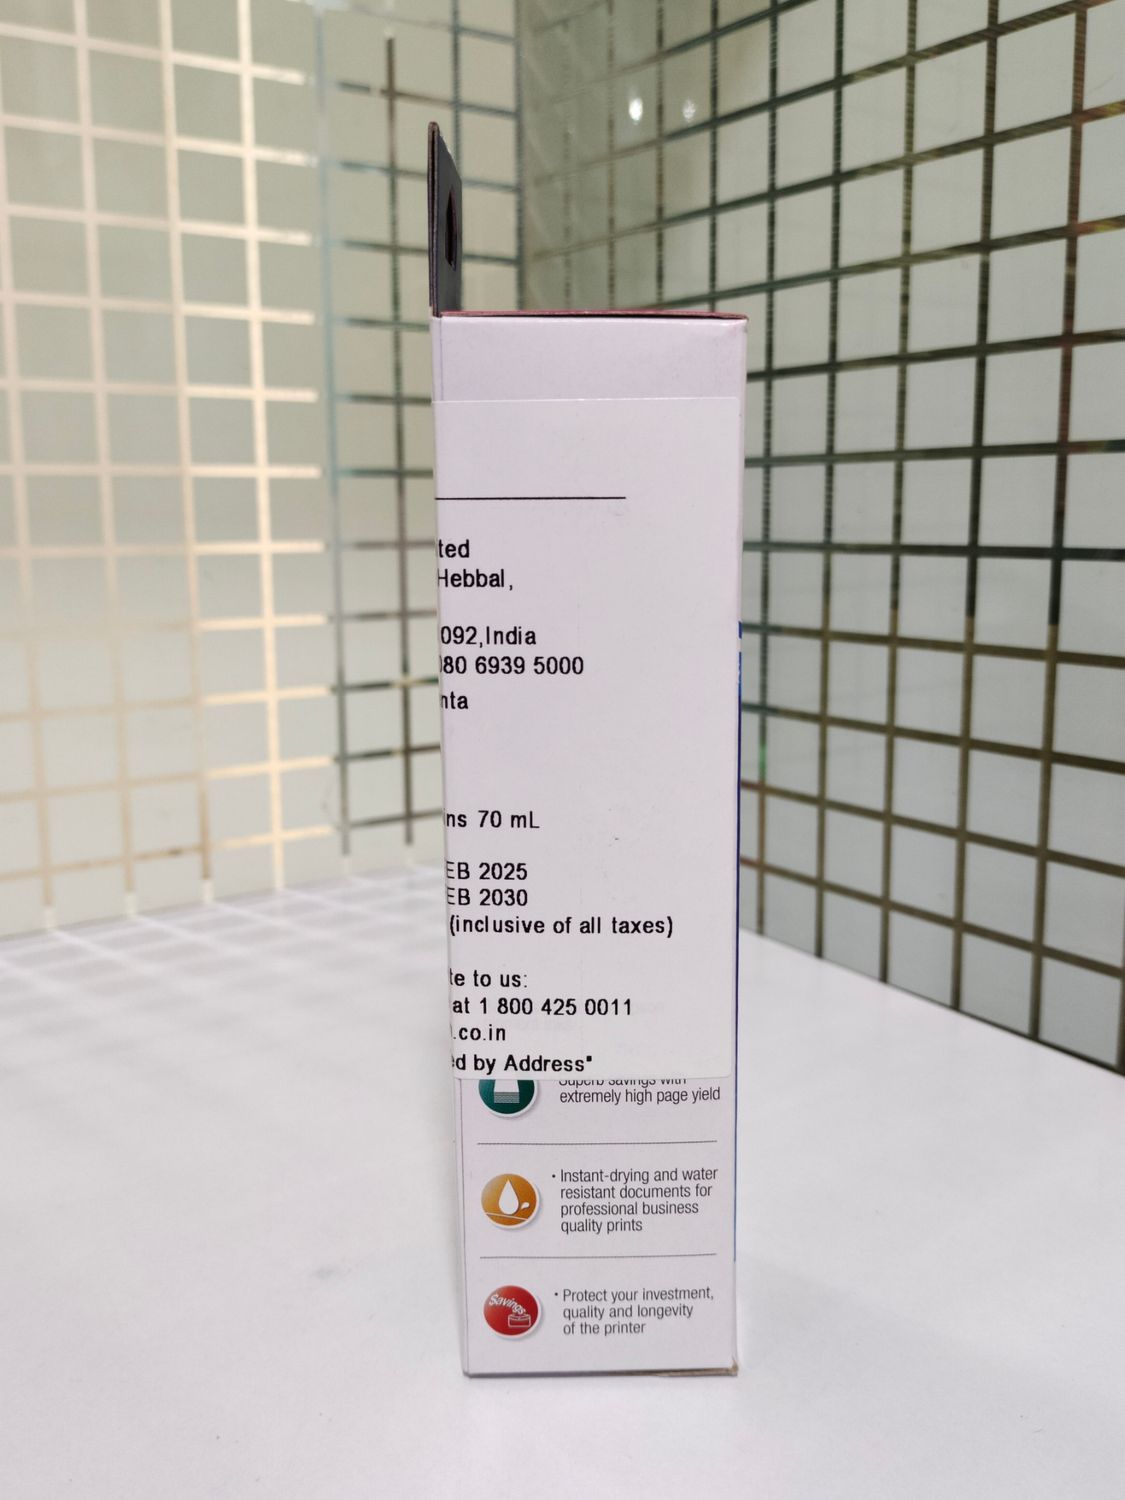 ted
Hebbal,
092,India
080 6939 5000
nta
ns 70 mL
EB 2025
EB 2030
(inclusive of all taxes)
te to us:
at 1 800 425 0011
.co.in
d by Address"
Superb savings with
extremely high page yield
• Instant-drying and water
resistant documents for
professional business
quality prints
Savings
• Protect your investment,
quality and longevity
of the printer